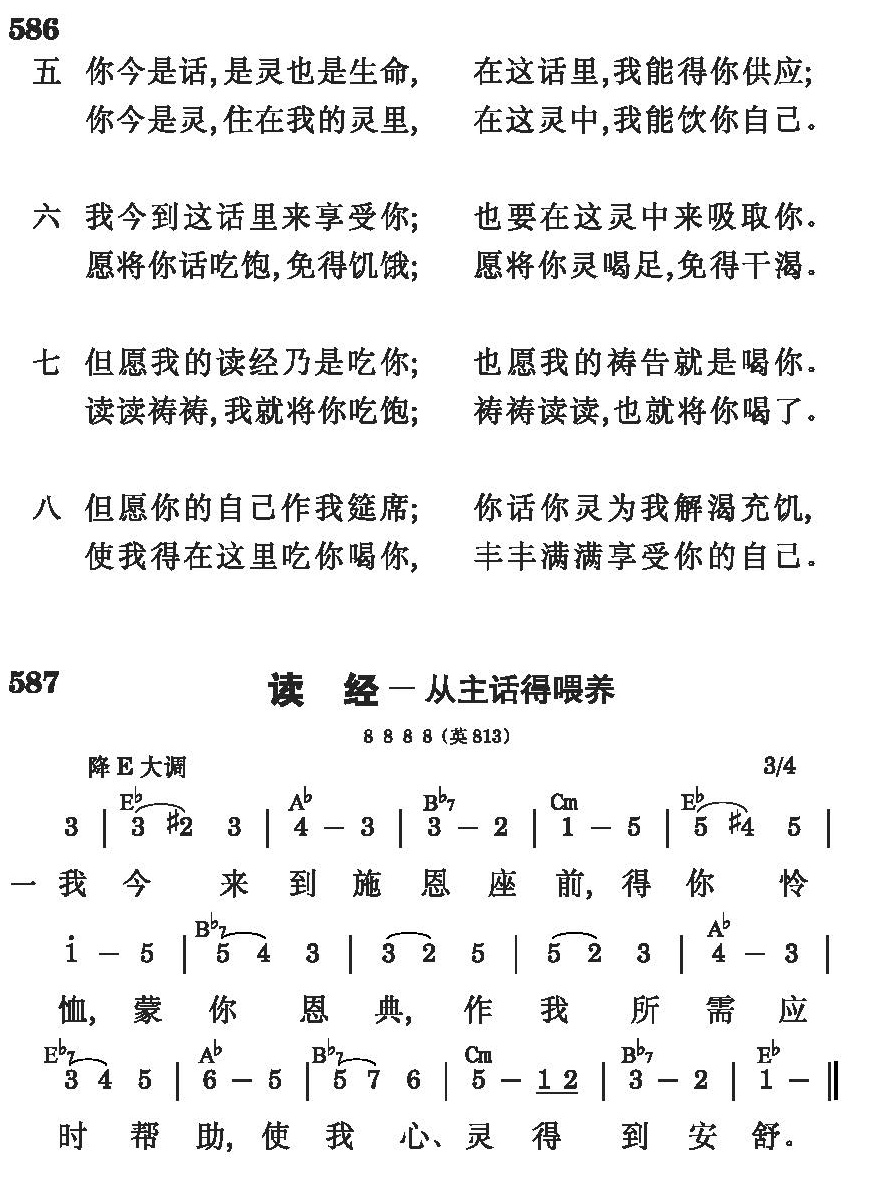 586
五 你今是话,是灵也是生命, 在这话里,我能得你供应;
你今是灵,住在我的灵里, 在这灵中,我能饮你自己。
六 我今到这话里来享受你; 也要在这灵中来吸取你。
愿将你话吃饱,免得饥饿; 愿将你灵喝足,免得干渴。
七 但愿我的读经乃是吃你; 也愿我的祷告就是喝你。
读读祷祷,我就将你吃饱; 祷祷读读,也就将你喝了。
八 但愿你的自己作我筵席; 你话你灵为我解渴充饥,
使我得在这里吃你喝你, 丰丰满满享受你的自己。
587 读 经 — 从主话得喂养
8 8 8 8 (英813)
降E大调 3/4
E♭ A♭ B♭7 Cm E♭
3 | 3 ♯2 3 | 4 – 3 | 3 – 2 | 1 – 5 | 5 ♯4 5 |
一 我 今 来 到 施 恩 座 前, 得 你 怜
B♭7 A♭
i – 5 | 5 4 3 | 3 2 5 | 5 2 3 | 4 – 3 |
恤, 蒙 你 恩 典, 作 我 所 需 应
E♭7 A♭ B♭7 Cm B♭7 E♭
3 4 5 | 6 – 5 | 5 7 6 | 5 – 1 2 | 3 – 2 | 1 – ‖
时 帮 助, 使 我 心、灵 得 到 安 舒。